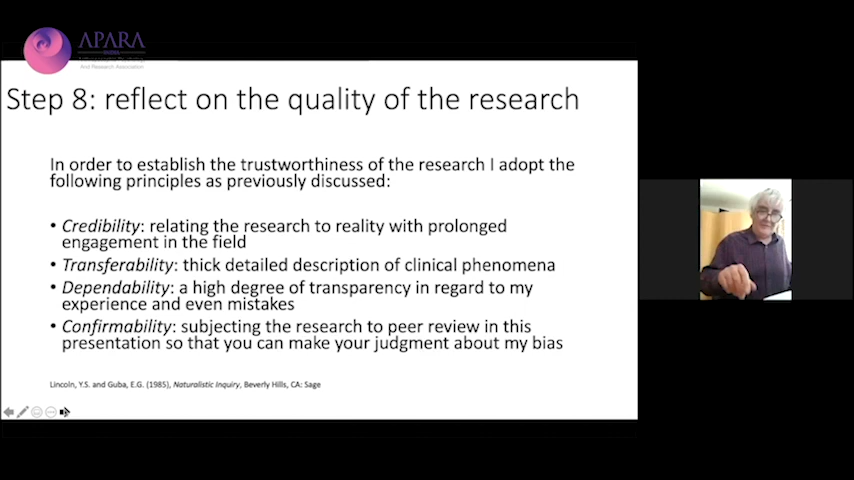 APARA
And Research Association
Step 8: reflect on the quality of the research
In order to establish the trustworthiness of the research I adopt the
following principles as previously discussed:
• Credibility: relating the research to reality with prolonged
engagement in the field
• Transferability: thick detailed description of clinical phenomena
• Dependability: a high degree of transparency in regard to my
experience and even mistakes
• Confirmability: subjecting the research to peer review in this
presentation so that you can make your judgment about my bias
Lincoln, Y.S. and Guba, E.G. (1985), Naturalistic Inquiry, Beverly Hills, CA: Sage